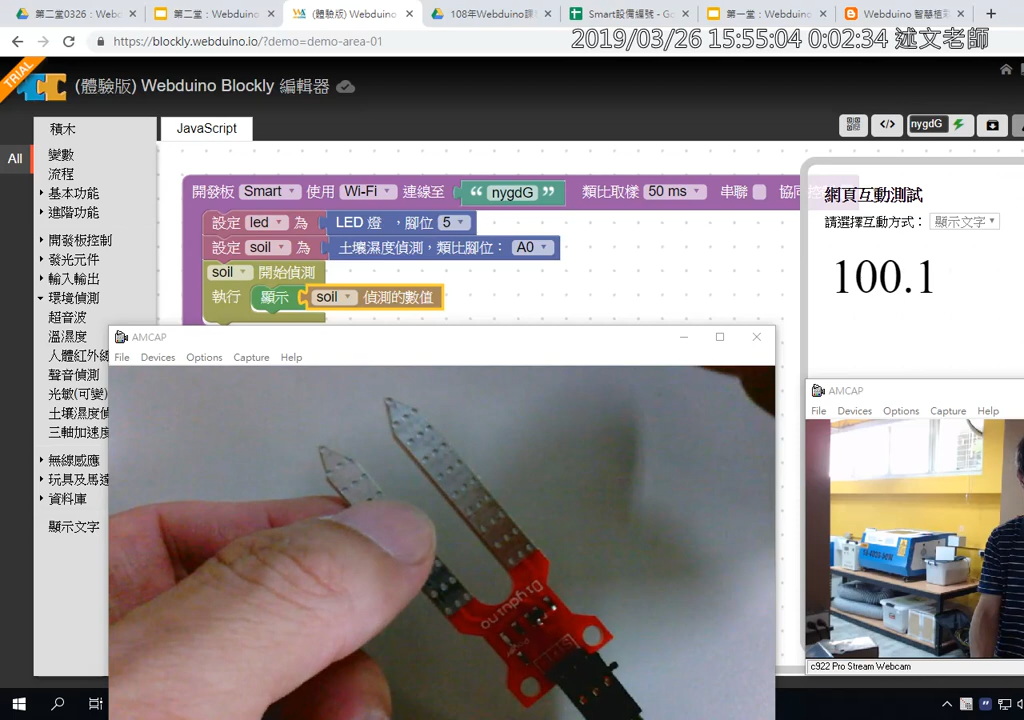 第二堂0326：Webd
第二堂：Webduino
(體驗版) Webduino
108年Webduino課
Smart設備編號 - Go
第一堂：Webduino
Webduino 智慧植栽
https://blockly.webduino.io/?demo=demo-area-01
2019/03/26 15:55:04 0:02:34 述文老師
TRIAL
(體驗版) Webduino Blockly 編輯器
積木
JavaScript
</>
nygdG
All
變數
流程
基本功能
進階功能
開發板控制
發光元件
輸入輸出
環境偵測
超音波
溫濕度
人體紅外線
聲音偵測
光敏(可變)
土壤濕度偵
三軸加速度
無線感應
玩具及馬達
資料庫
顯示文字
開發板 Smart 使用 Wi-Fi 連線至 “ nygdG ” 類比取樣 50 ms 串聯 協同控
設定 led 為 LED 燈 ，腳位 5
設定 soil 為 土壤濕度偵測，類比腳位： A0
soil 開始偵測
執行 顯示 soil 偵測的數值
網頁互動測試
請選擇互動方式： 顯示文字
100.1
AMCAP
File Devices Options Capture Help
Diyphuino
AMCAP
File Devices Options Capture Help
c922 Pro Stream Webcam